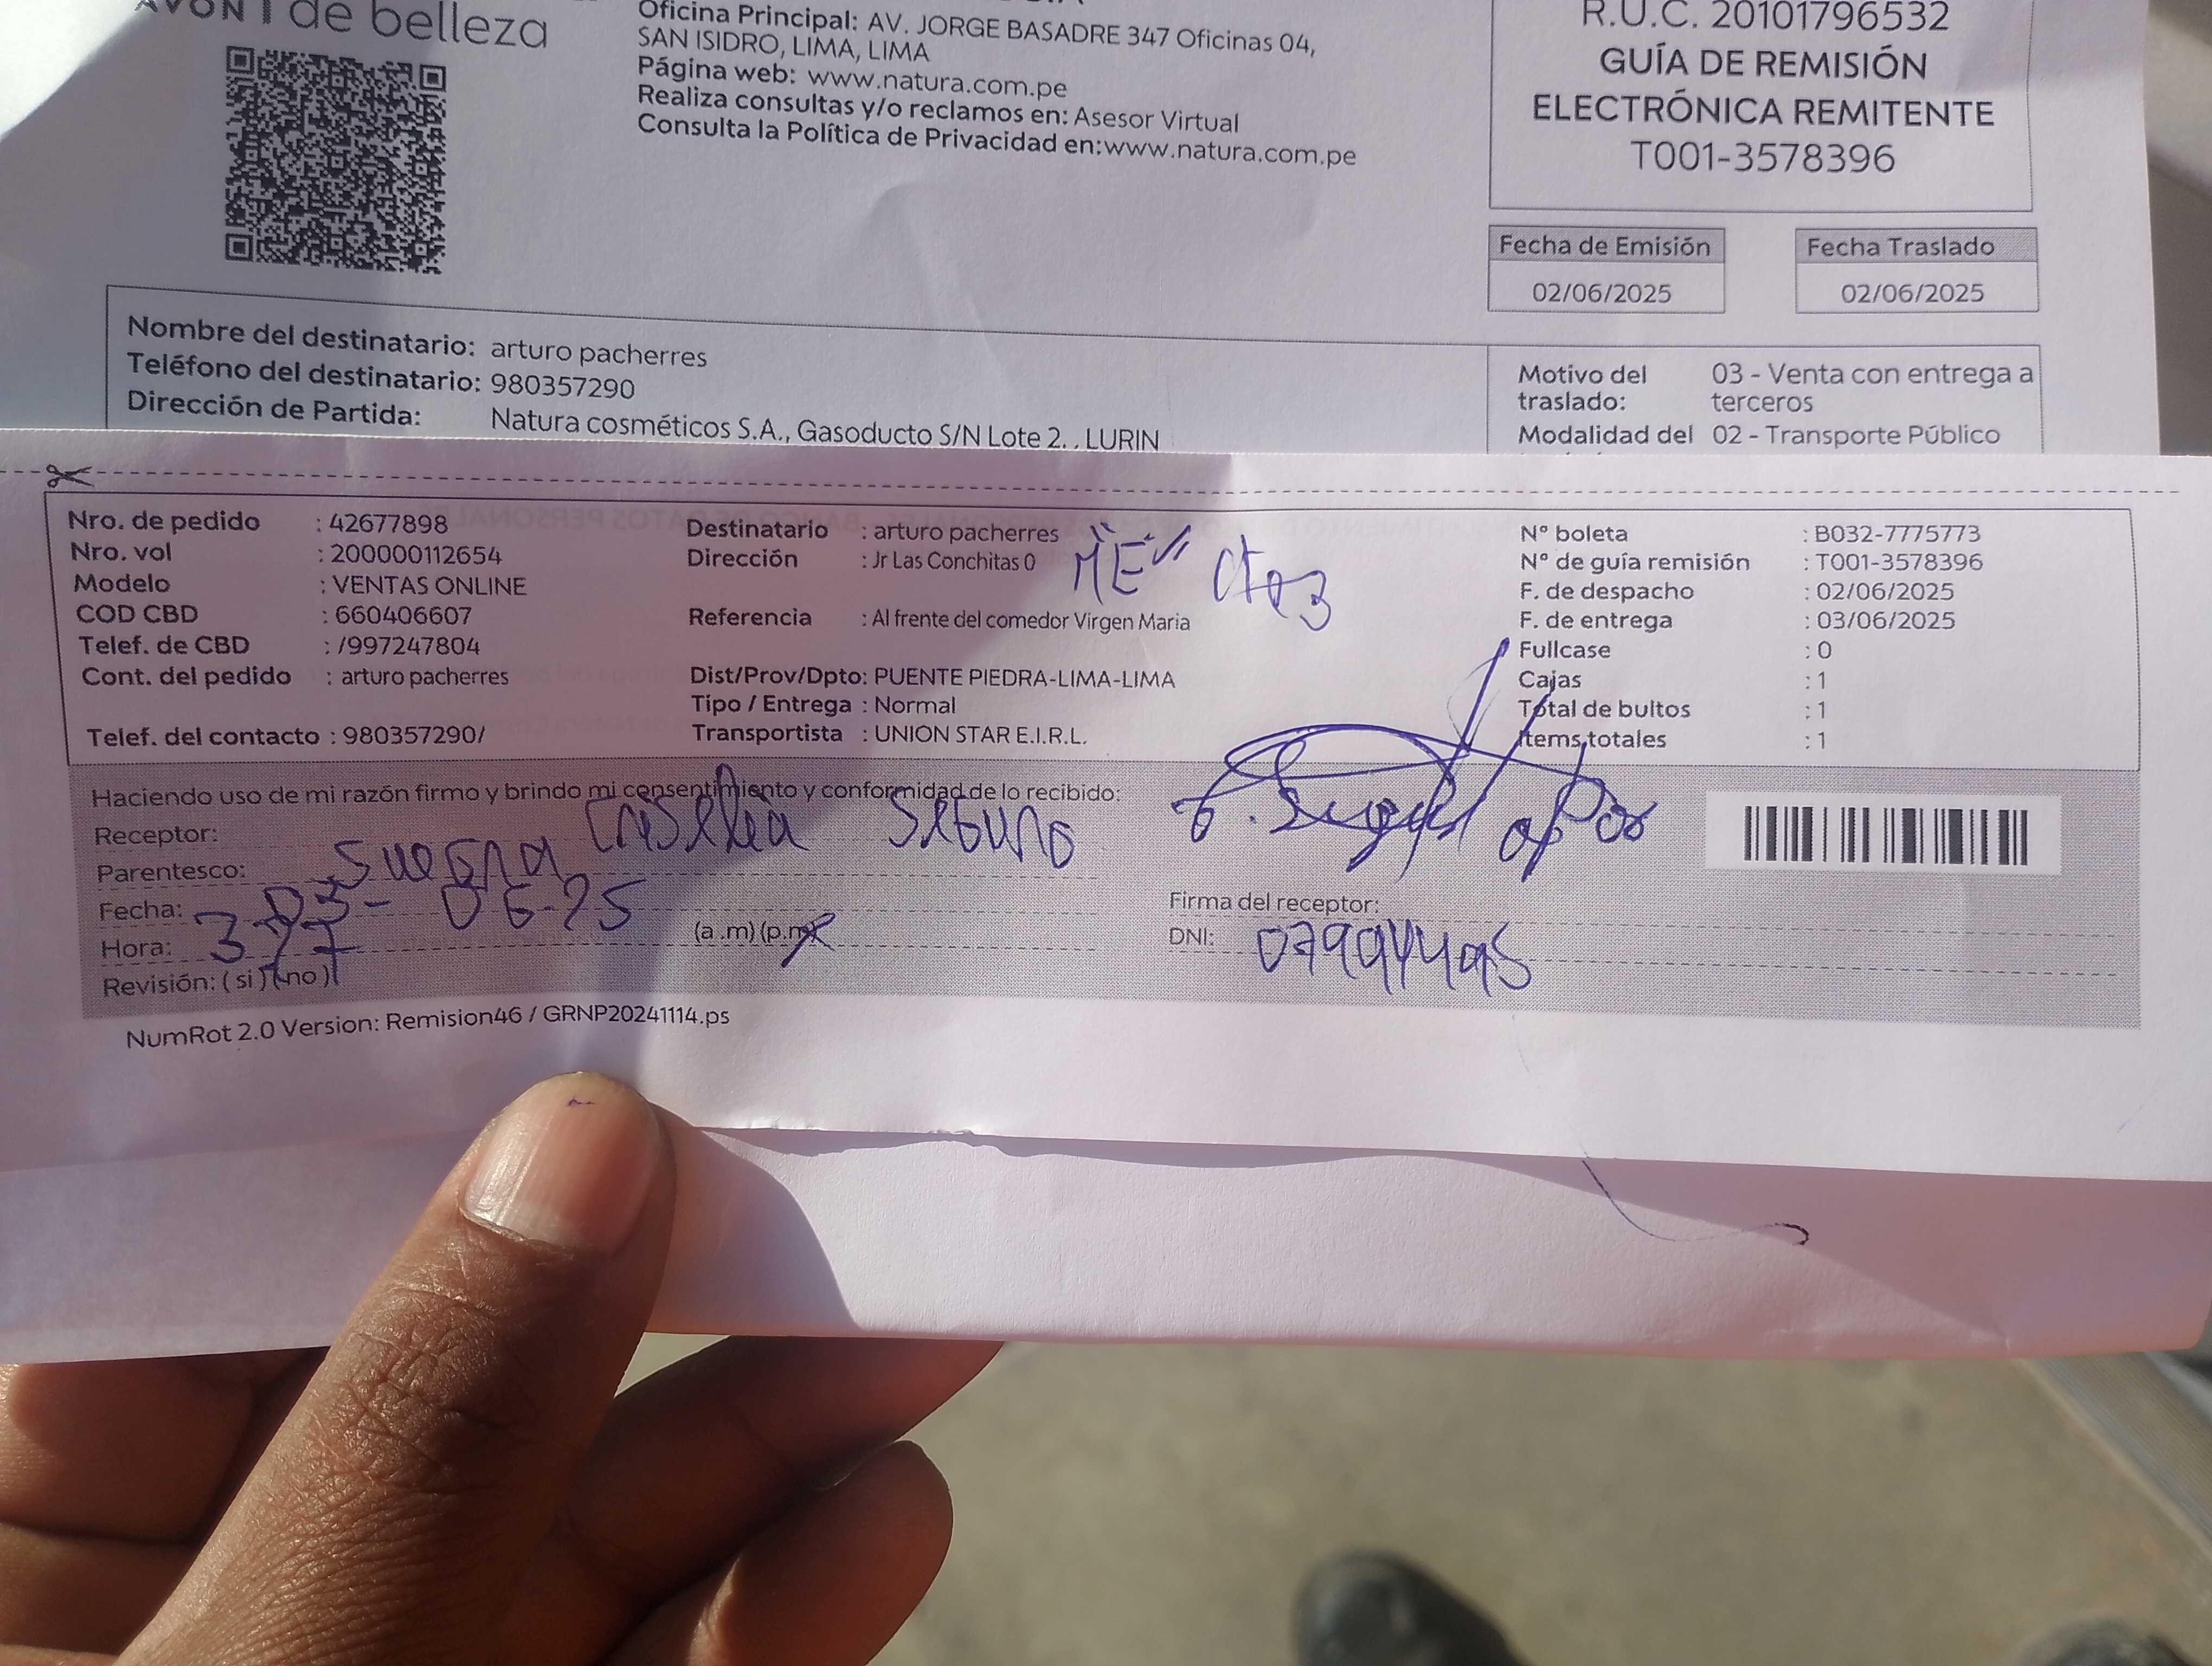 AVON | de belleza
Oficina Principal: AV. JORGE BASADRE 347 Oficinas 04,
SAN ISIDRO, LIMA, LIMA
Página web: www.natura.com.pe
Realiza consultas y/o reclamos en: Asesor Virtual
Consulta la Política de Privacidad en:www.natura.com.pe
R.U.C. 20101796532
GUÍA DE REMISIÓN
ELECTRÓNICA REMITENTE
T001-3578396
Fecha de Emisión
02/06/2025
Fecha Traslado
02/06/2025
Nombre del destinatario: arturo pacherres
Teléfono del destinatario: 980357290
Dirección de Partida: Natura cosméticos S.A., Gasoducto S/N Lote 2. . LURIN
Motivo del traslado: 03 - Venta con entrega a terceros
Modalidad del 02 - Transporte Público
Nro. de pedido : 42677898
Nro. vol : 200000112654
Modelo : VENTAS ONLINE
COD CBD : 660406607
Telef. de CBD : /997247804
Cont. del pedido : arturo pacherres
Telef. del contacto : 980357290/
Destinatario : arturo pacherres
Dirección : Jr Las Conchitas 0
Referencia : Al frente del comedor Virgen Maria
Dist/Prov/Dpto: PUENTE PIEDRA-LIMA-LIMA
Tipo / Entrega : Normal
Transportista : UNION STAR E.I.R.L.
N° boleta : B032-7775773
N° de guía remisión : T001-3578396
F. de despacho : 02/06/2025
F. de entrega : 03/06/2025
Fullcase : 0
Cajas : 1
Total de bultos : 1
Items totales : 1
Haciendo uso de mi razón firmo y brindo mi consentimiento y conformidad de lo recibido:
Receptor: Seguro
Parentesco: Suegra
Fecha: 03-06-25
Hora: (a.m) (p.m)
Revisión: ( si ) ( no )
Firma del receptor:
DNI: 07994495
NumRot 2.0 Version: Remision46 / GRNP20241114.ps